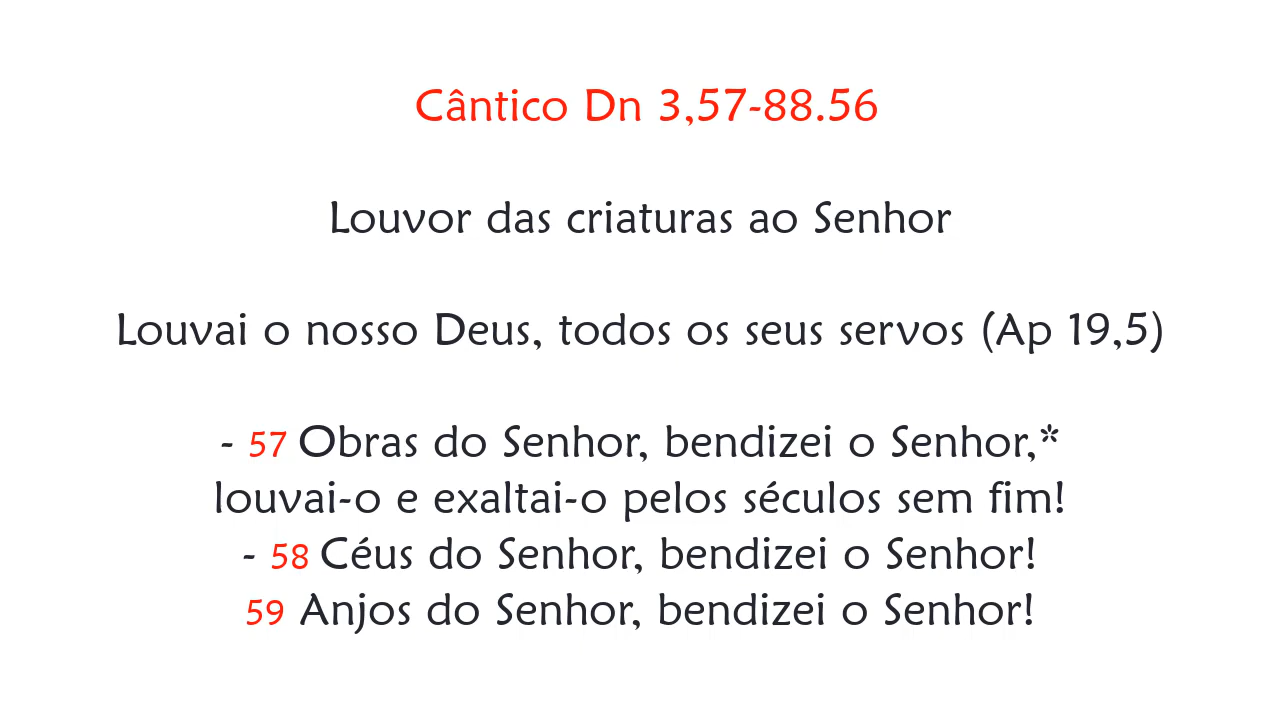 Cântico Dn 3,57-88.56
Louvor das criaturas ao Senhor
Louvai o nosso Deus, todos os seus servos (Ap 19,5)
- 57 Obras do Senhor, bendizei o Senhor,*
louvai-o e exaltai-o pelos séculos sem fim!
- 58 Céus do Senhor, bendizei o Senhor!
59 Anjos do Senhor, bendizei o Senhor!